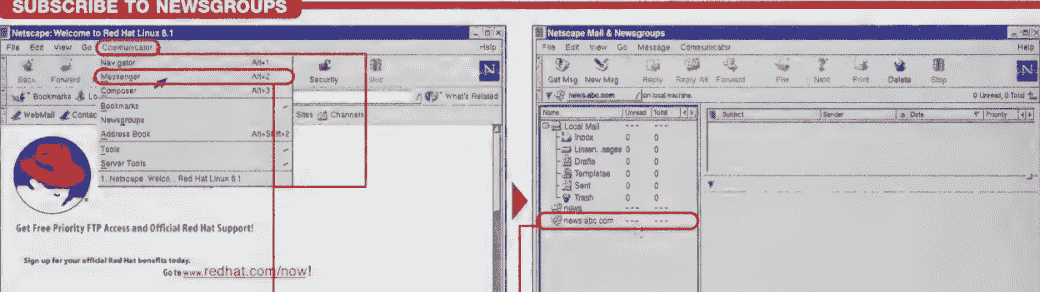 SUBSCRIBE TO NEWSGROUPS
Netscape: Welcome to Red Hat Linux 6.1
File Edit View Go Communicator Help
Navigator Alt+1
Messenger Alt+2
Composer Alt+3
Bookmarks
Newsgroups
Address Book Alt+Shift+2
Tools
Server Tools
1. Netscape: Welco... Red Hat Linux 6.1
Back Forward Security Stop
Bookmarks Lo What's Related
WebMail Contac Sites Channels
Get Free Priority FTP Access and Official Red Hat Support!
Sign up for your official Red Hat benefits today.
Go to www.redhat.com/now!
Netscape Mail & Newsgroups
File Edit View Go Message Communicator Help
Get Msg New Msg Reply Reply All Forward File Next Print Delete Stop
news.abc.com on local machine. 0 Unread, 0 Total
Name Unread Total
Subject Sender Date Priority
Local Mail
Inbox 0 0
Unsen...sages 0 0
Drafts 0 0
Templates 0 0
Sent 0 0
Trash 0 0
news --- ---
news.abc.com --- ---